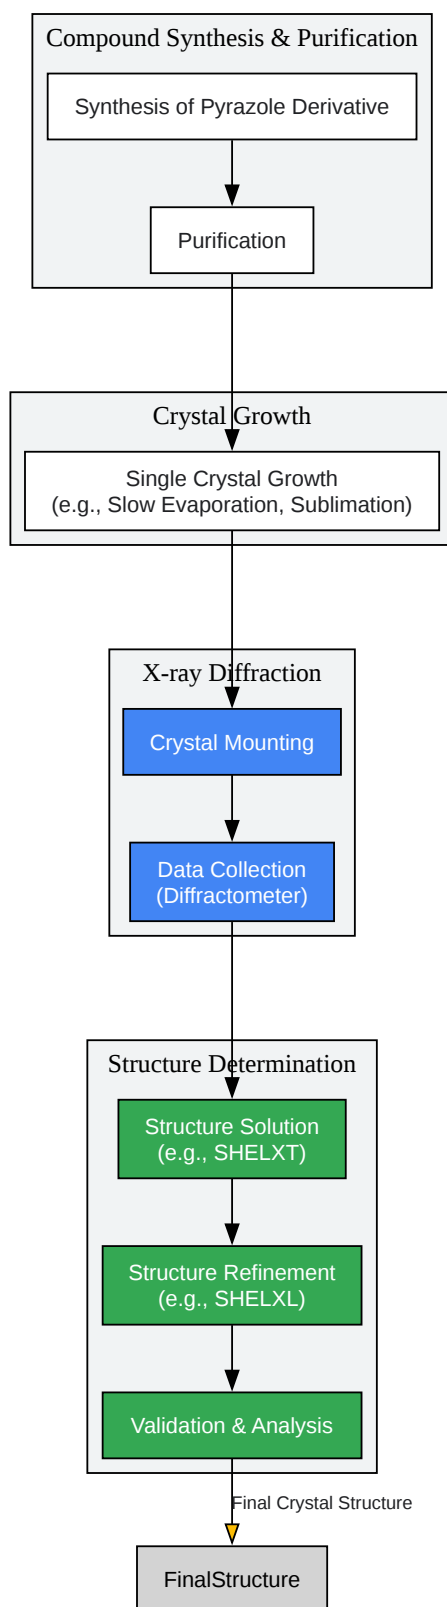 Compound Synthesis & Purification
Synthesis of Pyrazole Derivative
Purification
Crystal Growth
Single Crystal Growth
(e.g., Slow Evaporation, Sublimation)
X-ray Diffraction
Crystal Mounting
Data Collection
(Diffractometer)
Structure Determination
Structure Solution
(e.g., SHELXT)
Structure Refinement
(e.g., SHELXL)
Validation & Analysis
Final Crystal Structure
FinalStructure